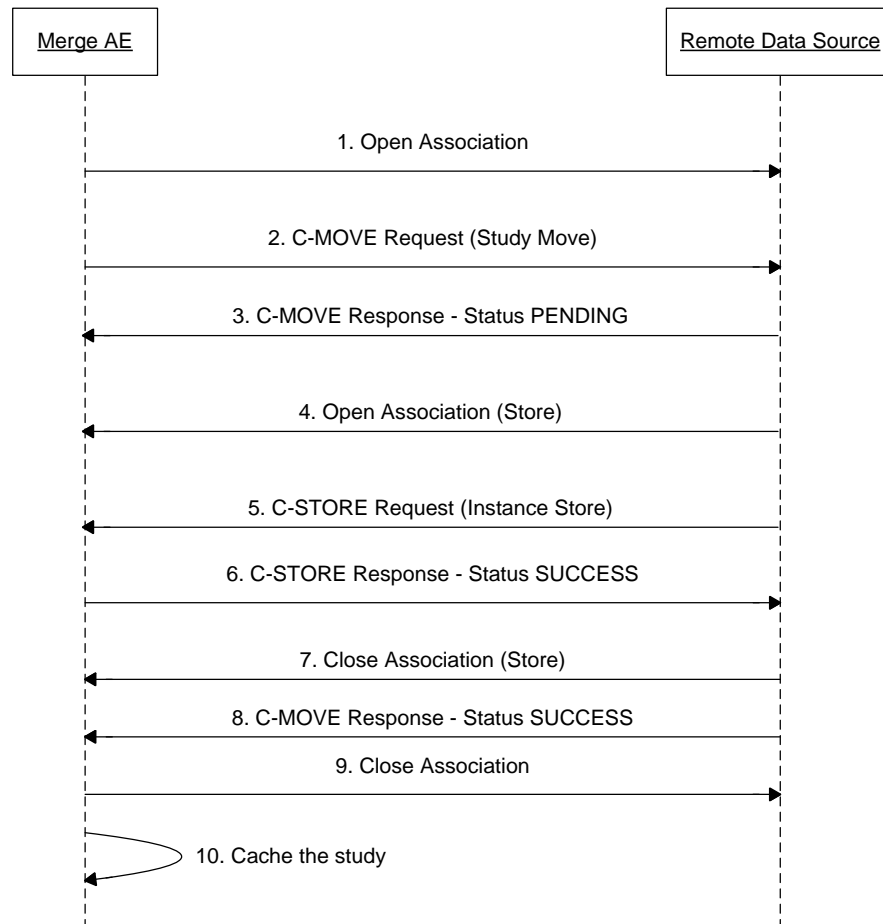 Merge AE
Remote Data Source
1. Open Association
2. C-MOVE Request (Study Move)
3. C-MOVE Response - Status PENDING
4. Open Association (Store)
5. C-STORE Request (Instance Store)
6. C-STORE Response - Status SUCCESS
7. Close Association (Store)
8. C-MOVE Response - Status SUCCESS
9. Close Association
10. Cache the study